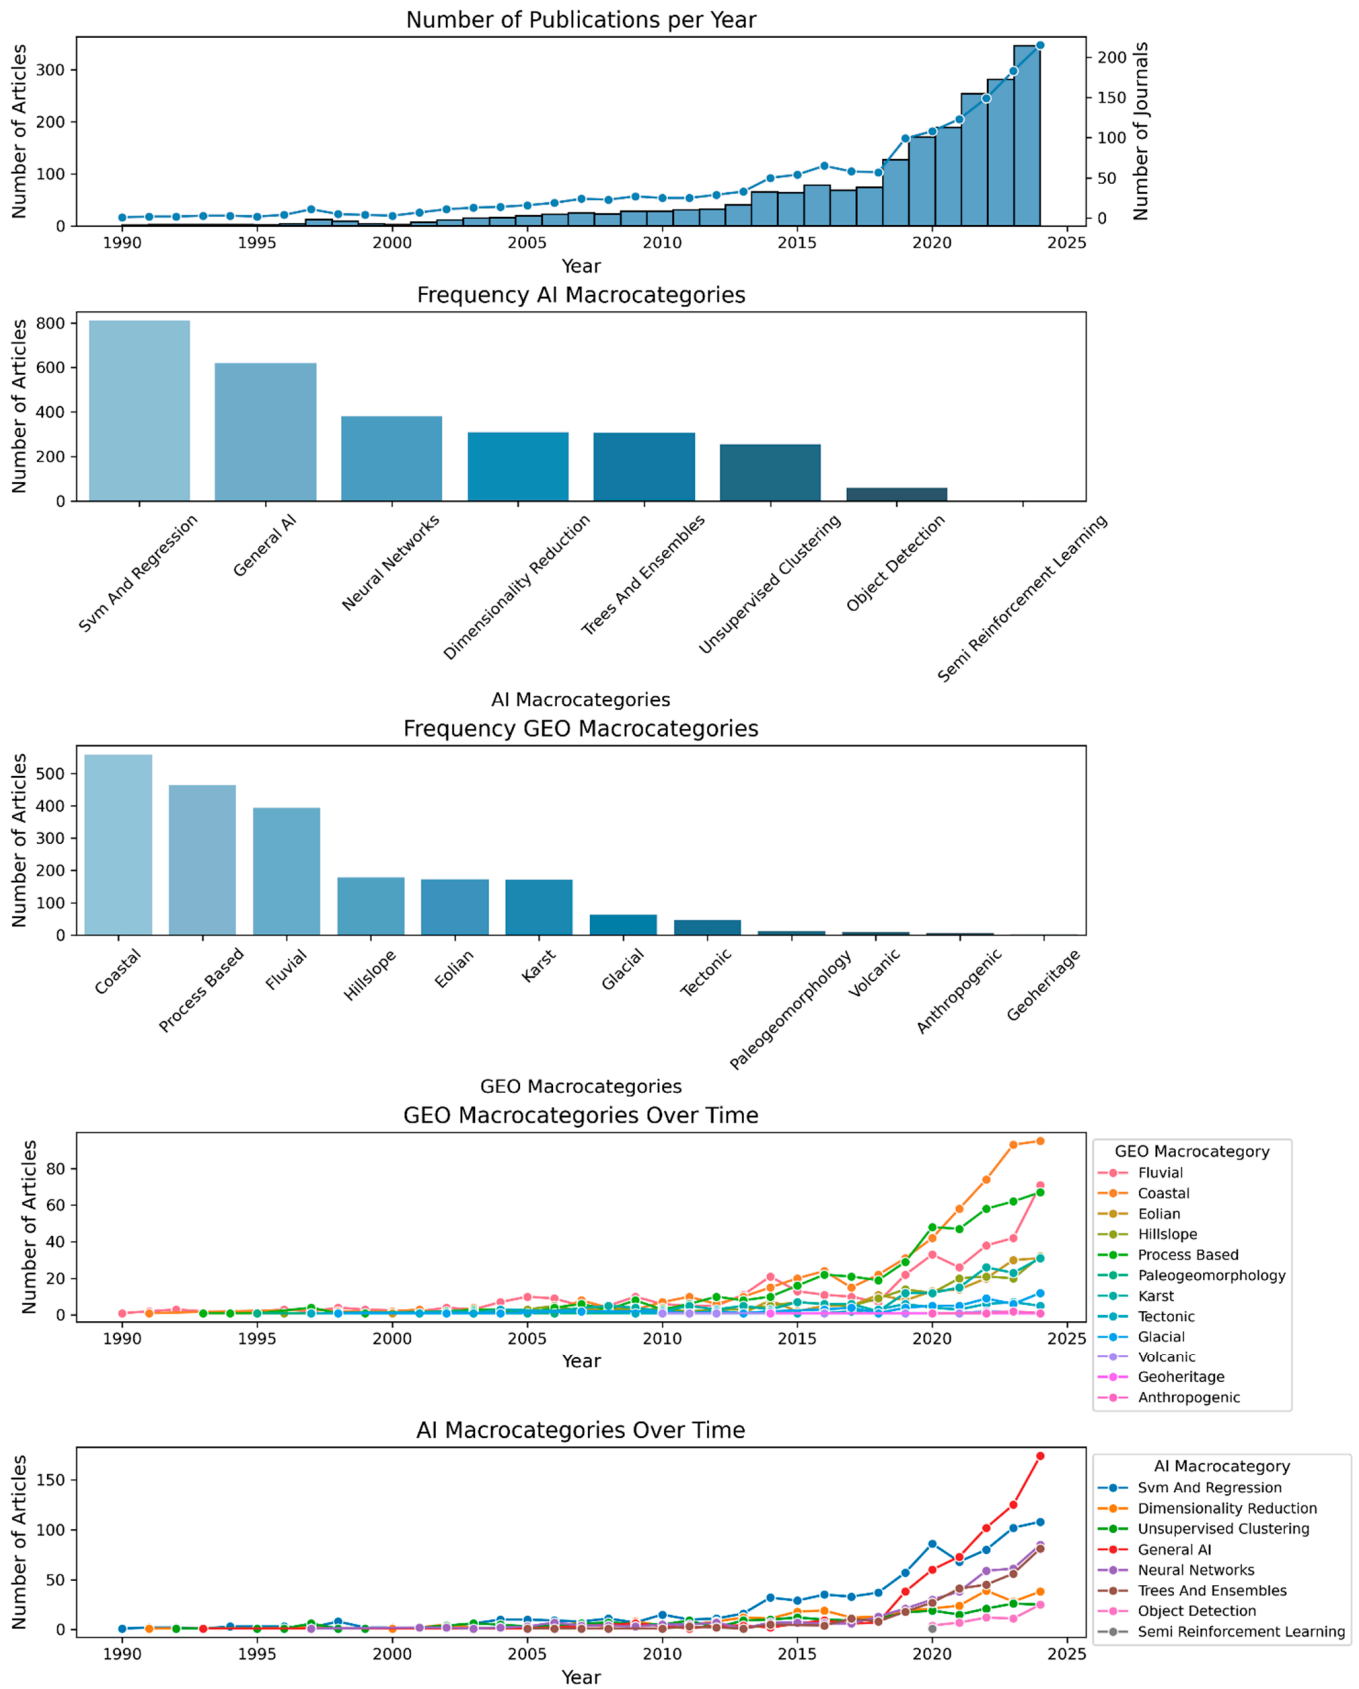 Number of Publications per Year
Number of Articles
300
200
100
0
200
150
100
50
0
Number of Journals
1990 1995 2000 2005 2010 2015 2020 2025
Year
Frequency AI Macrocategories
Number of Articles
800
600
400
200
0
Svm And Regression
General AI
Neural Networks
Dimensionality Reduction
Trees And Ensembles
Unsupervised Clustering
Object Detection
Semi Reinforcement Learning
AI Macrocategories
Frequency GEO Macrocategories
Number of Articles
500
400
300
200
100
0
Coastal
Process Based
Fluvial
Hillslope
Eolian
Karst
Glacial
Tectonic
Paleogeomorphology
Volcanic
Anthropogenic
Geoheritage
GEO Macrocategories
GEO Macrocategories Over Time
Number of Articles
80
60
40
20
0
1990 1995 2000 2005 2010 2015 2020 2025
Year
GEO Macrocategory
Fluvial
Coastal
Eolian
Hillslope
Process Based
Paleogeomorphology
Karst
Tectonic
Glacial
Volcanic
Geoheritage
Anthropogenic
AI Macrocategories Over Time
Number of Articles
150
100
50
0
1990 1995 2000 2005 2010 2015 2020 2025
Year
AI Macrocategory
Svm And Regression
Dimensionality Reduction
Unsupervised Clustering
General AI
Neural Networks
Trees And Ensembles
Object Detection
Semi Reinforcement Learning